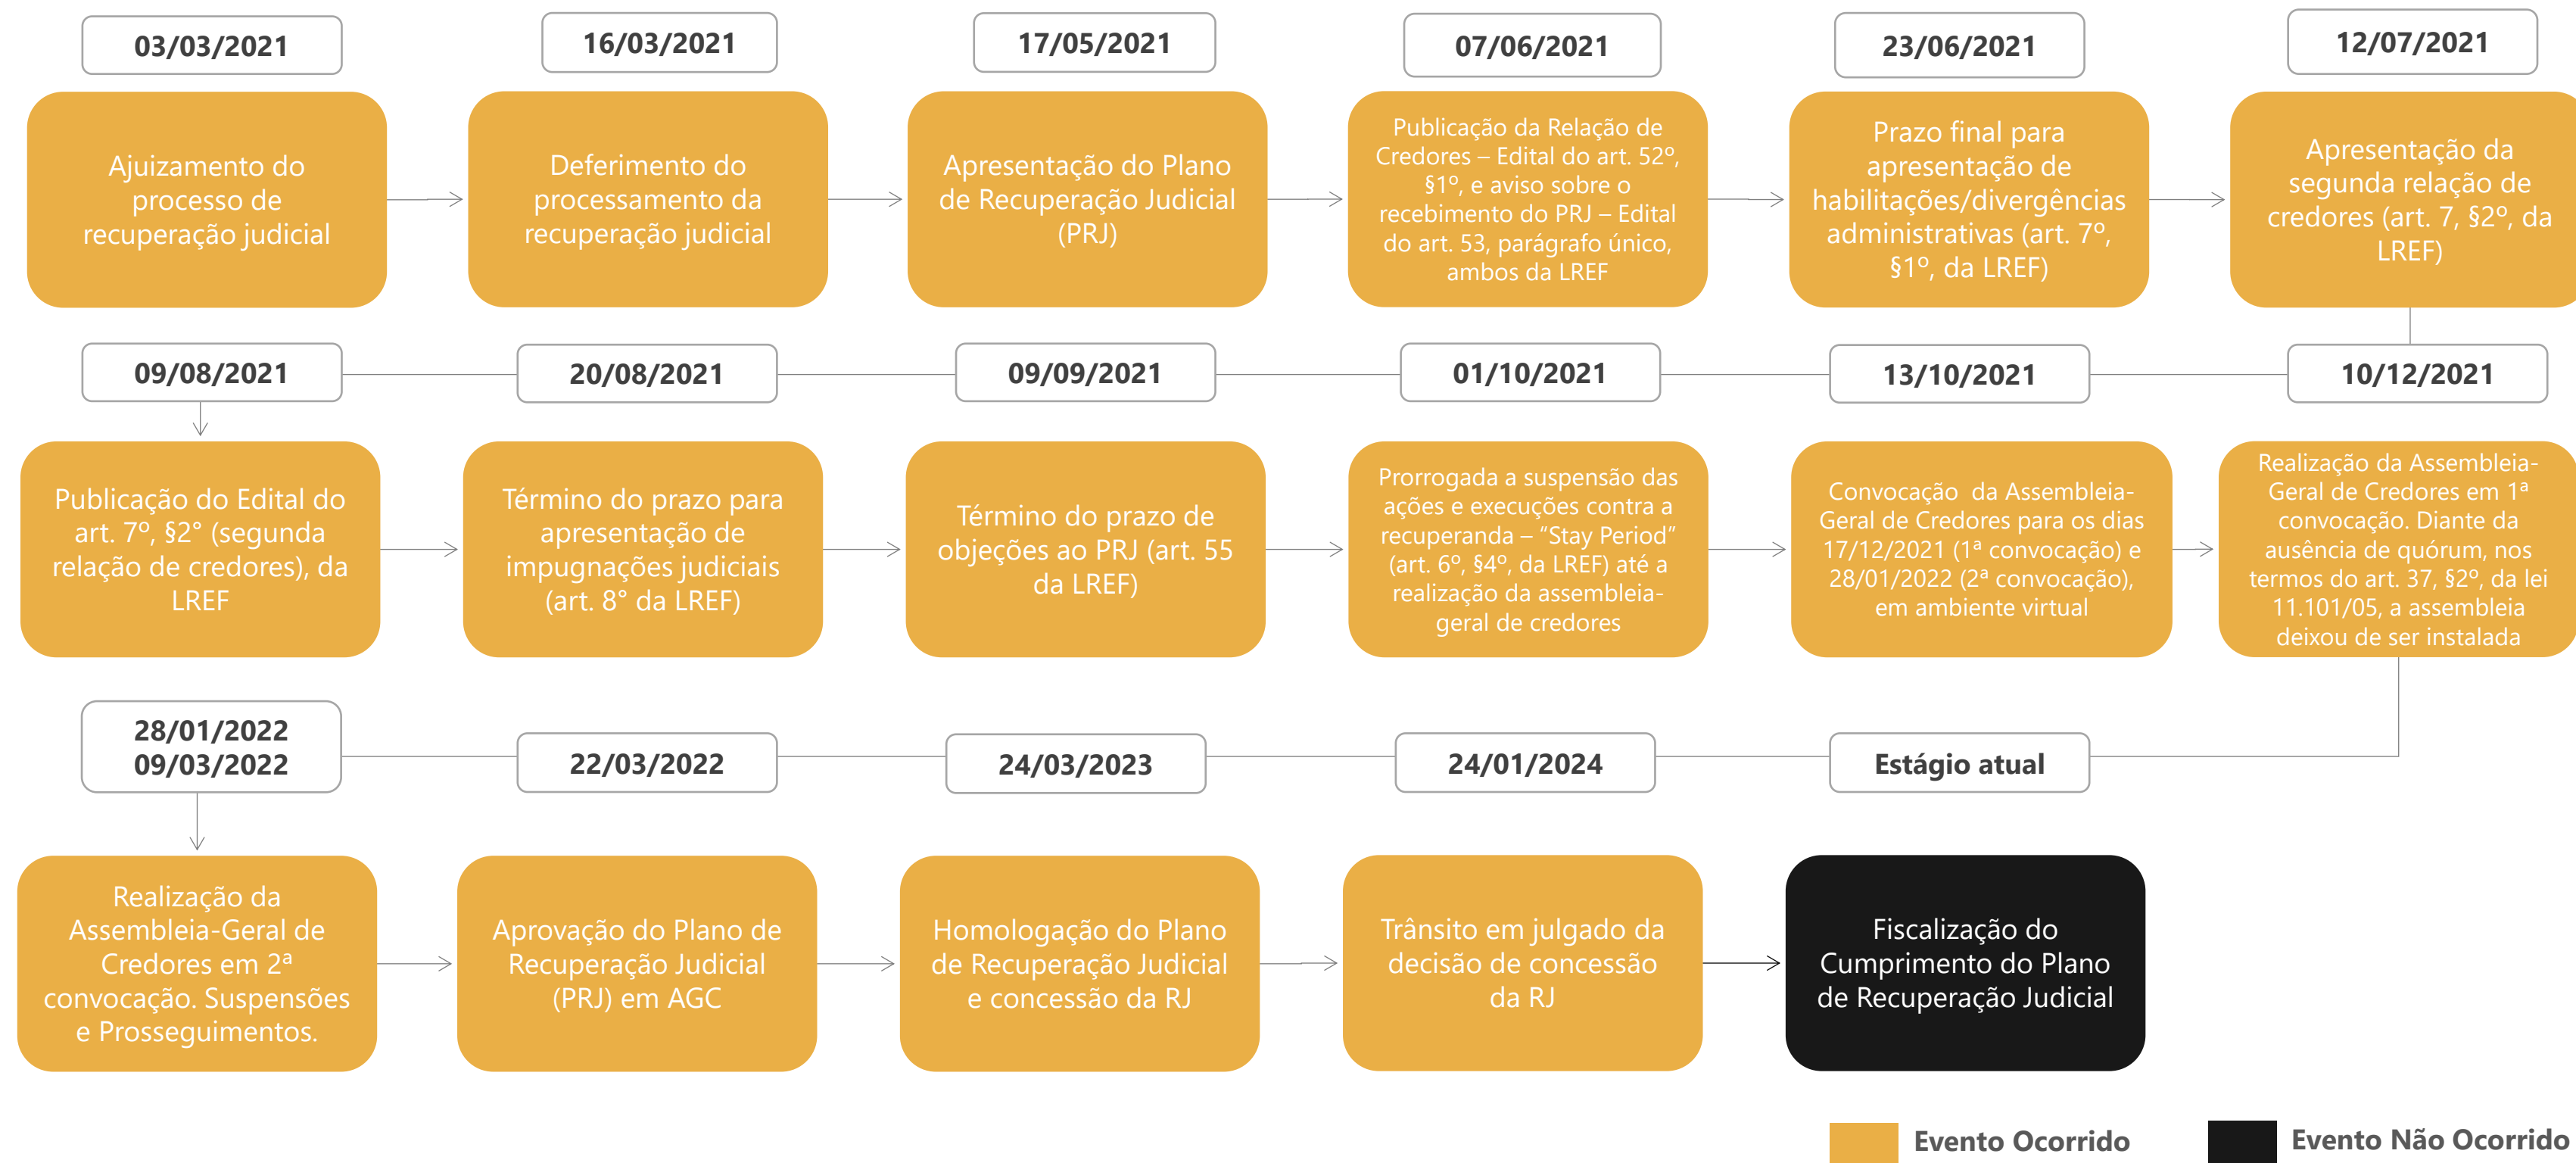 03/03/2021
16/03/2021
17/05/2021
07/06/2021
23/06/2021
12/07/2021
Ajuizamento do
processo de
recuperação judicial
Deferimento do
processamento da
recuperação judicial
Apresentação do Plano
de Recuperação Judicial
(PRJ)
Publicação da Relação de
Credores – Edital do art. 52º,
§1º, e aviso sobre o
recebimento do PRJ – Edital
do art. 53, parágrafo único,
ambos da LREF
Prazo final para
apresentação de
habilitações/divergências
administrativas (art. 7º,
§1º, da LREF)
Apresentação da
segunda relação de
credores (art. 7, §2º, da
LREF)
09/08/2021
20/08/2021
09/09/2021
01/10/2021
13/10/2021
10/12/2021
Publicação do Edital do
art. 7º, §2° (segunda
relação de credores), da
LREF
Término do prazo para
apresentação de
impugnações judiciais
(art. 8° da LREF)
Término do prazo de
objeções ao PRJ (art. 55
da LREF)
Prorrogada a suspensão das
ações e execuções contra a
recuperanda – “Stay Period”
(art. 6º, §4º, da LREF) até a
realização da assembleia-
geral de credores
Convocação  da Assembleia-
Geral de Credores para os dias
17/12/2021 (1ª convocação) e
28/01/2022 (2ª convocação),
em ambiente virtual
Realização da Assembleia-
Geral de Credores em 1ª
convocação. Diante da
ausência de quórum, nos
termos do art. 37, §2º, da lei
11.101/05, a assembleia
deixou de ser instalada
28/01/2022
09/03/2022
22/03/2022
24/03/2023
24/01/2024
Estágio atual
Realização da
Assembleia-Geral de
Credores em 2ª
convocação. Suspensões
e Prosseguimentos.
Aprovação do Plano de
Recuperação Judicial
(PRJ) em AGC
Homologação do Plano
de Recuperação Judicial
e concessão da RJ
Trânsito em julgado da
decisão de concessão
da RJ
Fiscalização do
Cumprimento do Plano
de Recuperação Judicial
Evento Ocorrido
Evento Não Ocorrido